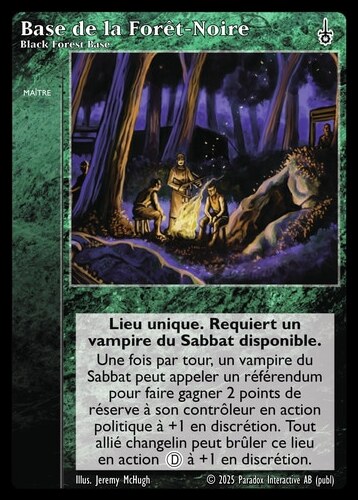 Base de la Forêt-Noire
Black Forest Base
MAÎTRE
Lieu unique. Requiert un
vampire du Sabbat disponible.
Une fois par tour, un vampire du
Sabbat peut appeler un référendum
pour faire gagner 2 points de
réserve à son contrôleur en action
politique à +1 en discrétion. Tout
allié changelin peut brûler ce lieu
en action Ⓓ à +1 en discrétion.
Illus. Jeremy McHugh © 2025 Paradox Interactive AB (publ)